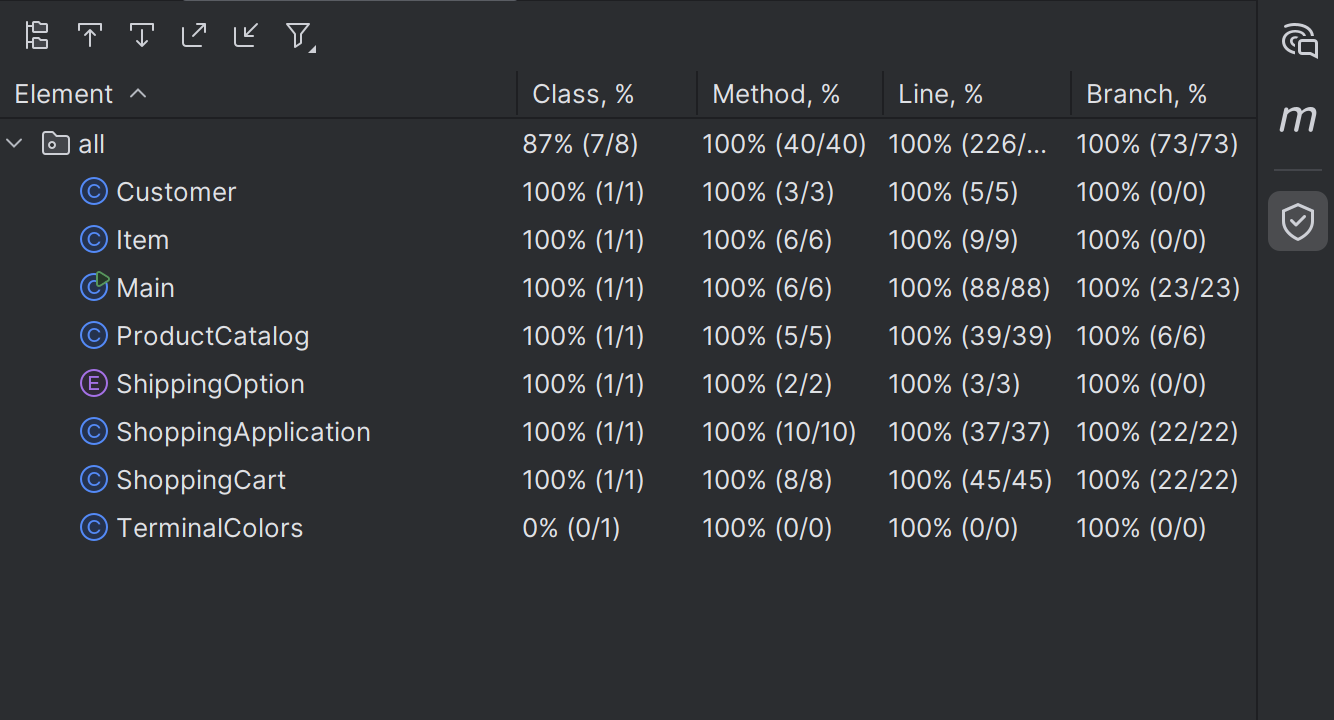 Element Class, % Method, % Line, % Branch, %
all 87% (7/8) 100% (40/40) 100% (226/... 100% (73/73)
Customer 100% (1/1) 100% (3/3) 100% (5/5) 100% (0/0)
Item 100% (1/1) 100% (6/6) 100% (9/9) 100% (0/0)
Main 100% (1/1) 100% (6/6) 100% (88/88) 100% (23/23)
ProductCatalog 100% (1/1) 100% (5/5) 100% (39/39) 100% (6/6)
ShippingOption 100% (1/1) 100% (2/2) 100% (3/3) 100% (0/0)
ShoppingApplication 100% (1/1) 100% (10/10) 100% (37/37) 100% (22/22)
ShoppingCart 100% (1/1) 100% (8/8) 100% (45/45) 100% (22/22)
TerminalColors 0% (0/1) 100% (0/0) 100% (0/0) 100% (0/0)